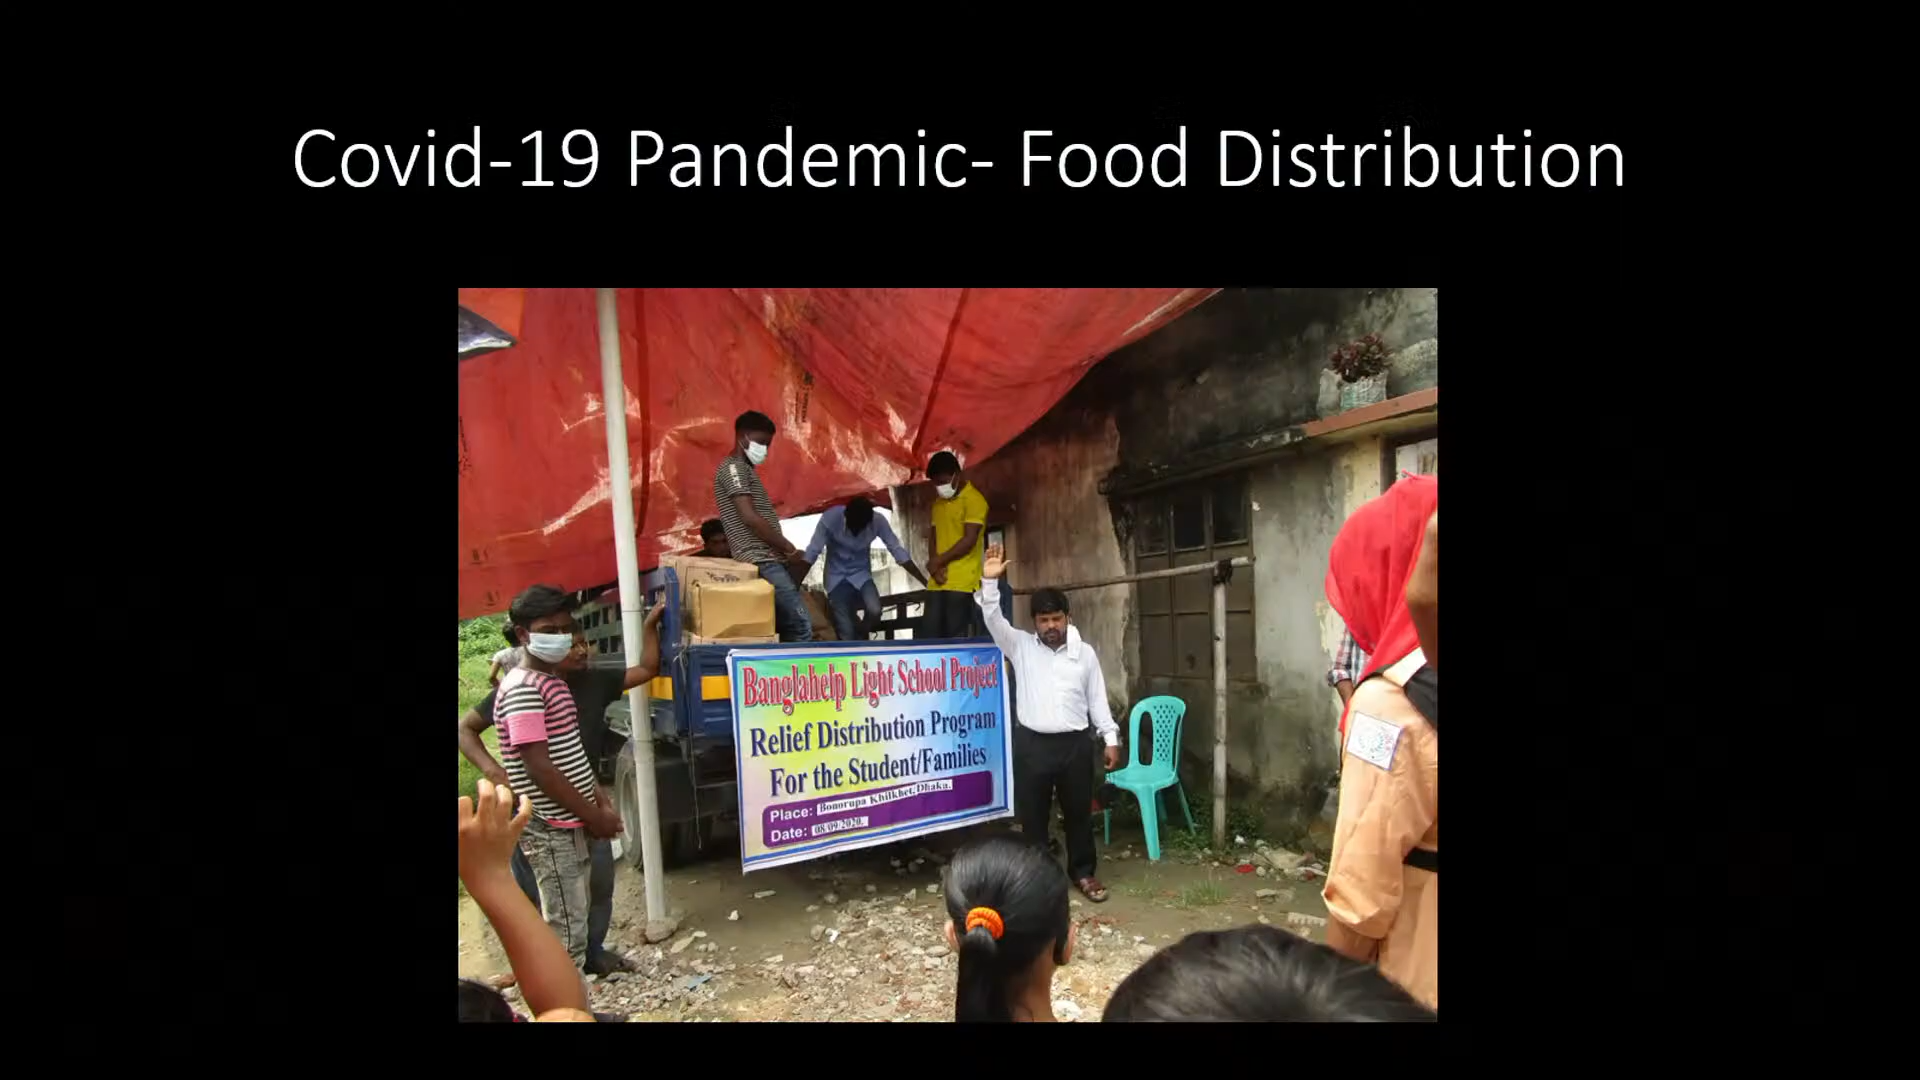 Covid-19 Pandemic- Food Distribution
Banglahelp Light School Project
Relief Distribution Program
For the Student/Families
Place: Bonorupa Khilkhet, Dhaka.
Date: 08/09/2020.